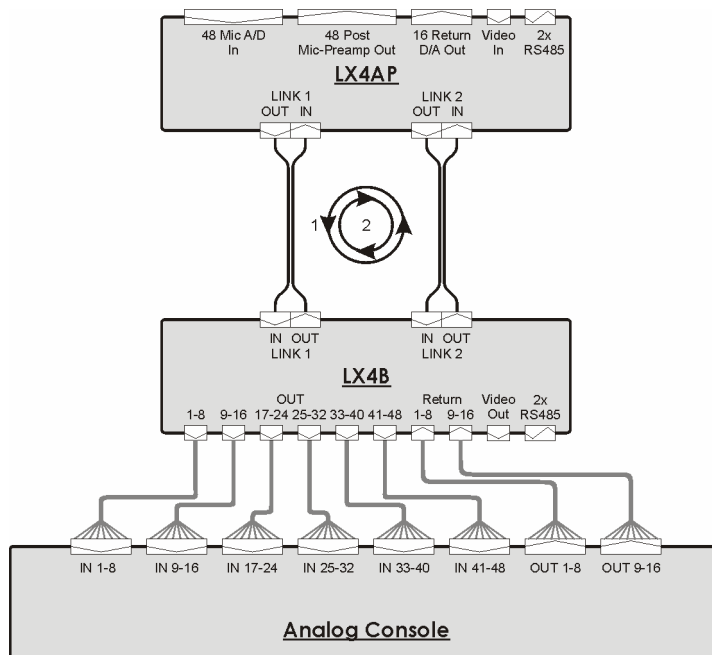 48 Mic A/D In
48 Post Mic-Preamp Out
16 Return D/A Out
Video In
2x RS485
LX4AP
LINK 1
OUT IN
LINK 2
OUT IN
1
2
IN OUT
LINK 1
IN OUT
LINK 2
LX4B
OUT
1-8 9-16 17-24 25-32 33-40 41-48
Return
1-8 9-16
Video Out
2x RS485
IN 1-8
IN 9-16
IN 17-24
IN 25-32
IN 33-40
IN 41-48
OUT 1-8
OUT 9-16
Analog Console